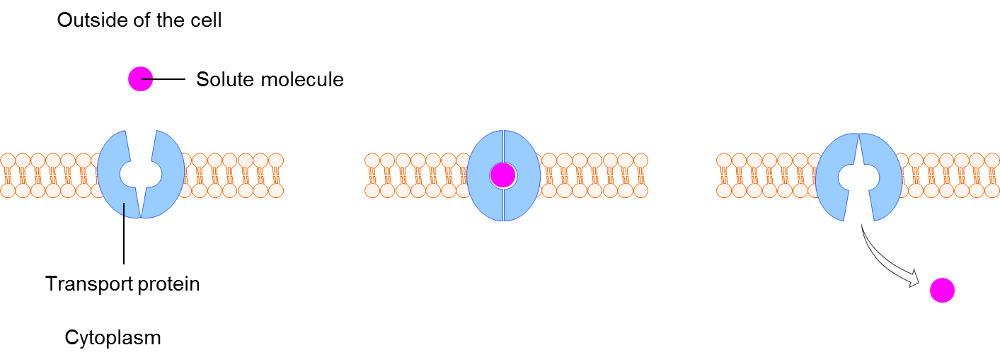 Outside of the cell
Solute molecule
Transport protein
Cytoplasm